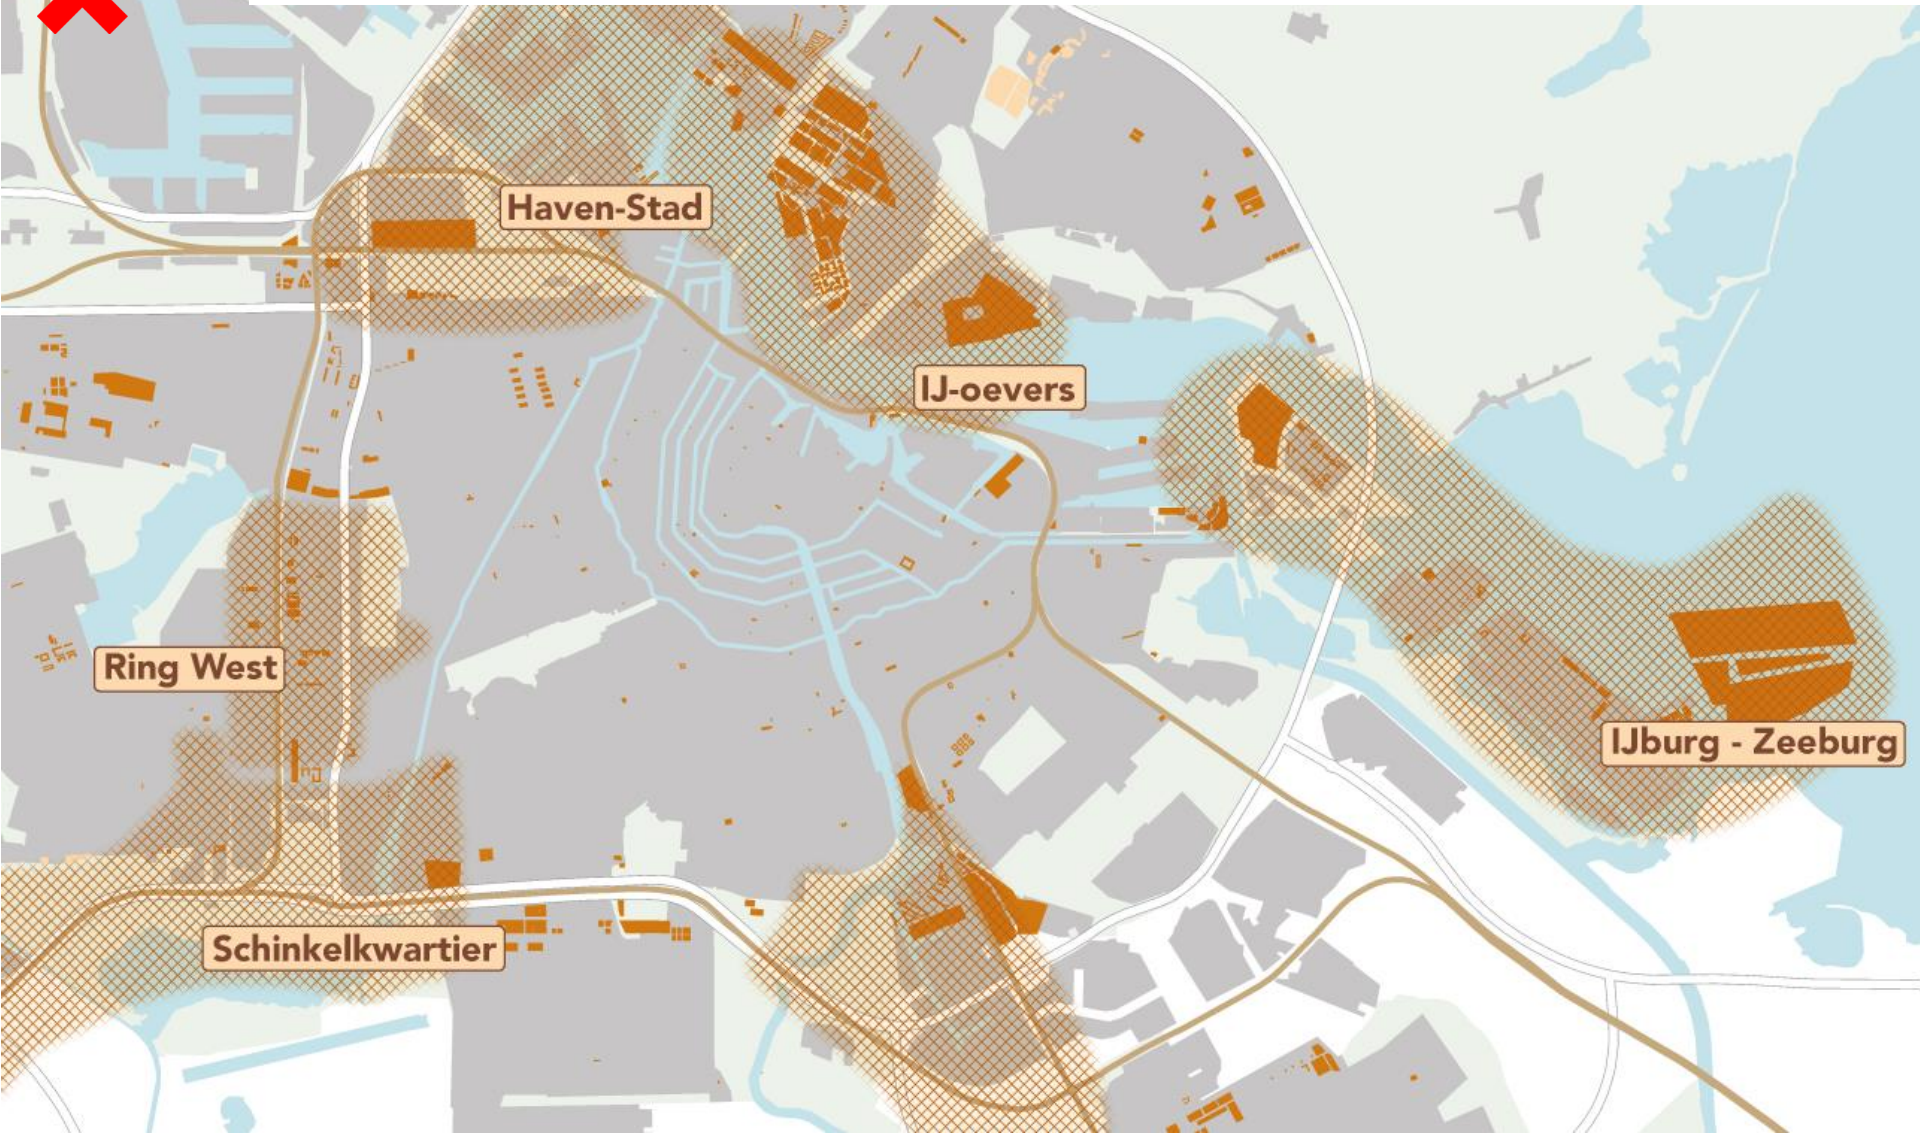 Haven-Stad
IJ-oevers
Ring West
IJburg - Zeeburg
Schinkelkwartier